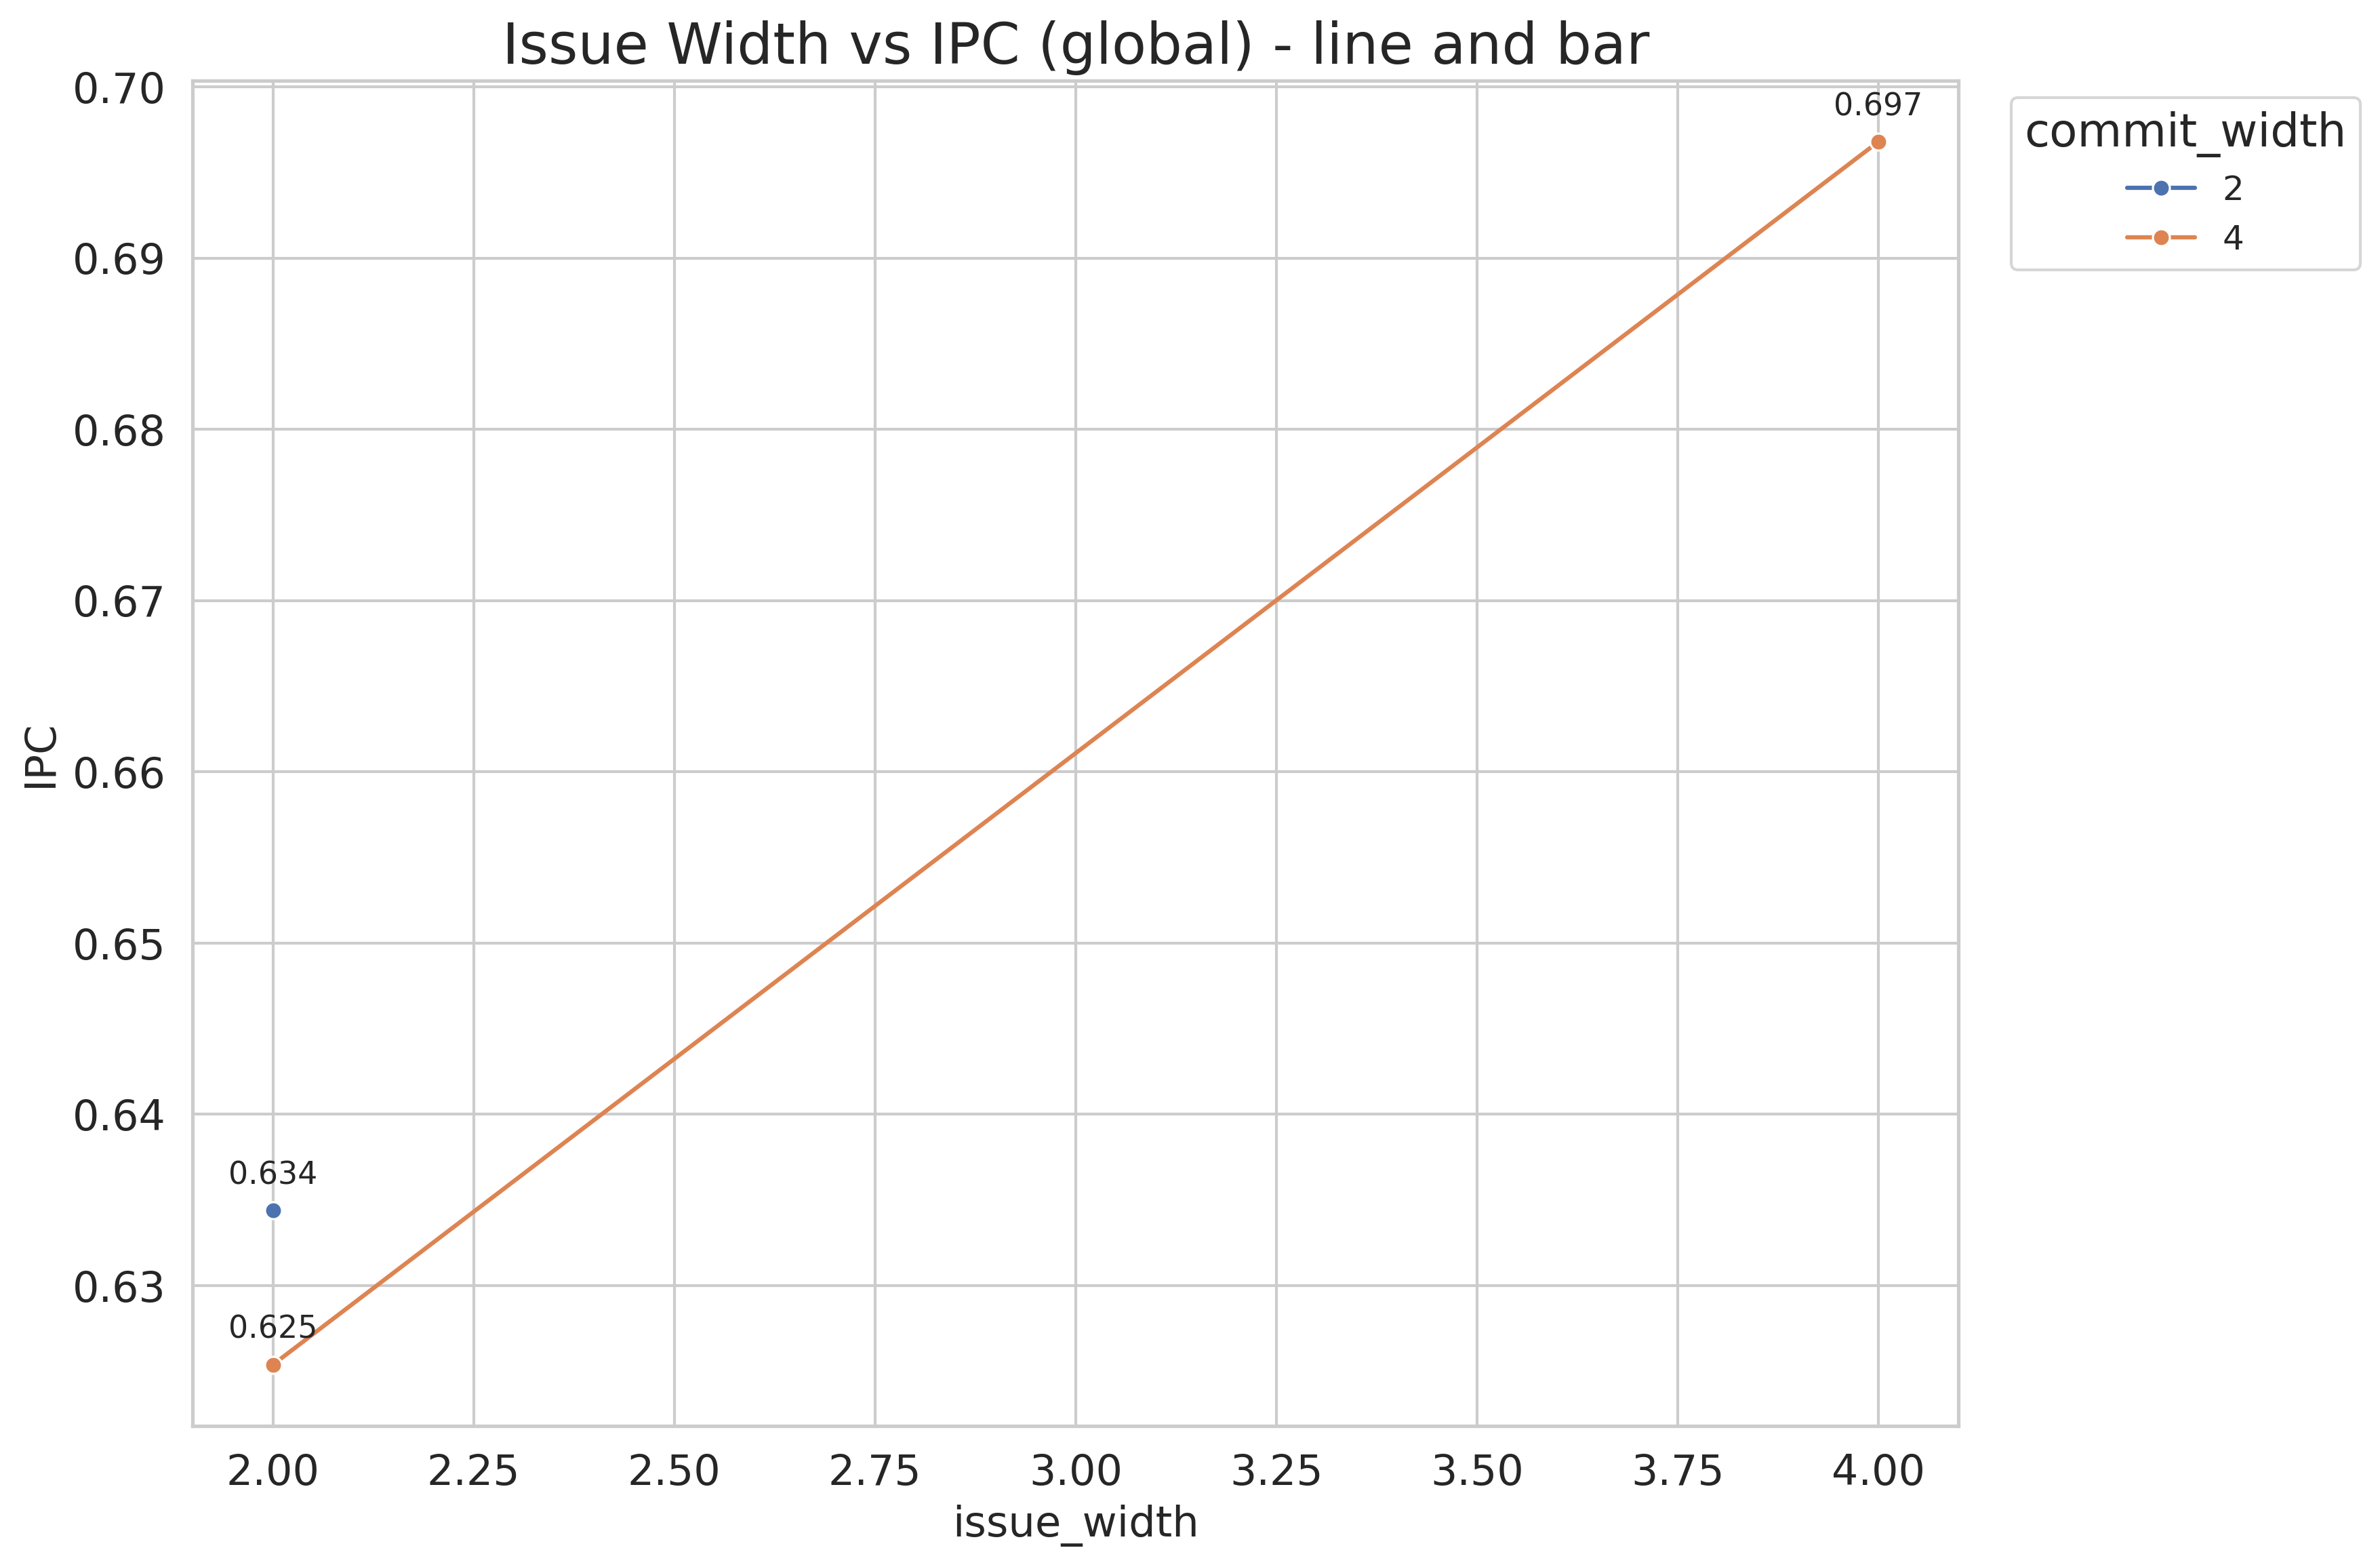 Issue Width vs IPC (global) - line and bar
0.70
0.69
0.68
0.67
0.66
0.65
0.64
0.63
IPC
0.697
0.634
0.625
2.00 2.25 2.50 2.75 3.00 3.25 3.50 3.75 4.00
issue_width
commit_width
2
4